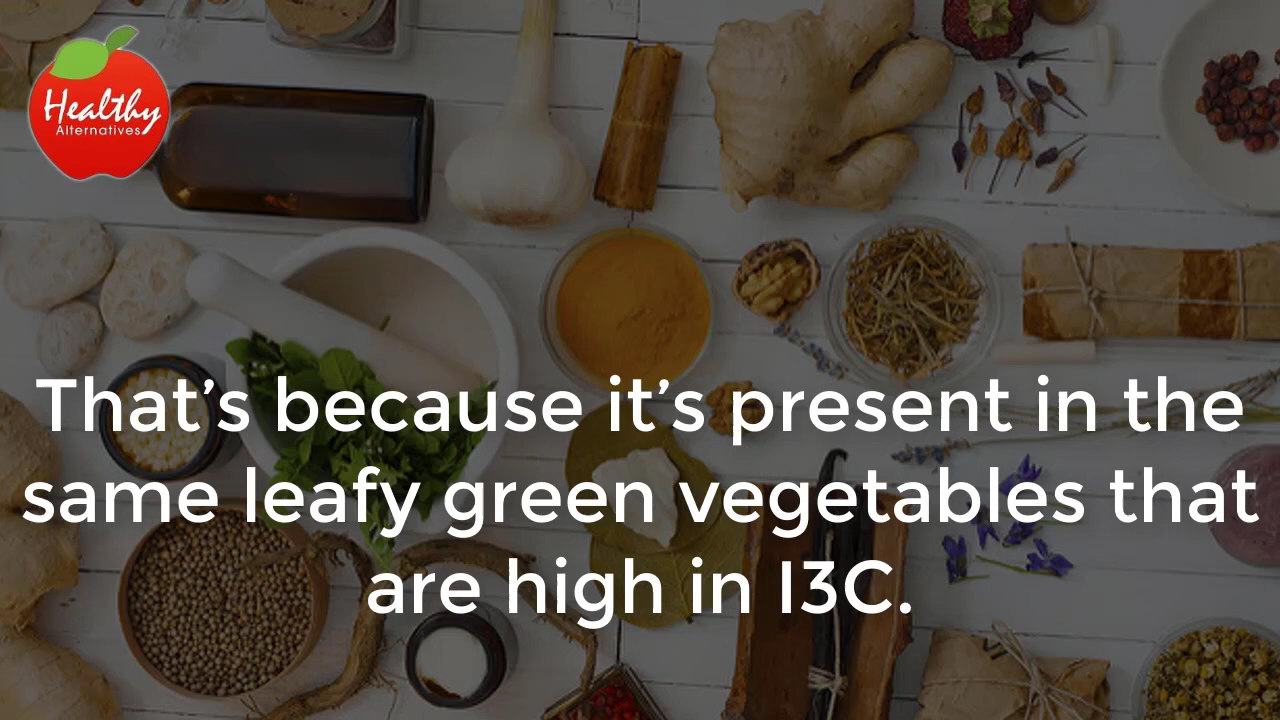 Healthy
Alternatives
That’s because it’s present in the
same leafy green vegetables that
are high in I3C.